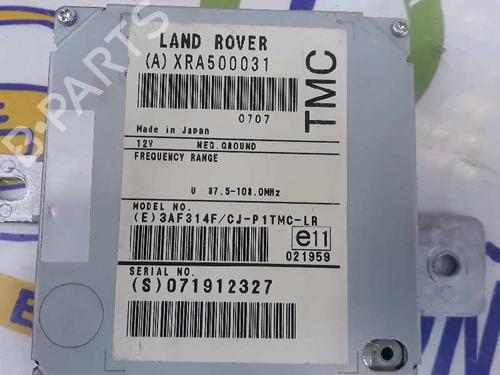 LAND ROVER
(A) XRA500031
0707
TMC
Made in Japan
12V NEG.GROUND
FREQUENCY RANGE
U 87.5-108.0MHz
MODEL NO.
(E)3AF314F/CJ-P1TMC-LR
e11
021959
SERIAL NO.
(S)071912327
B-PARTS